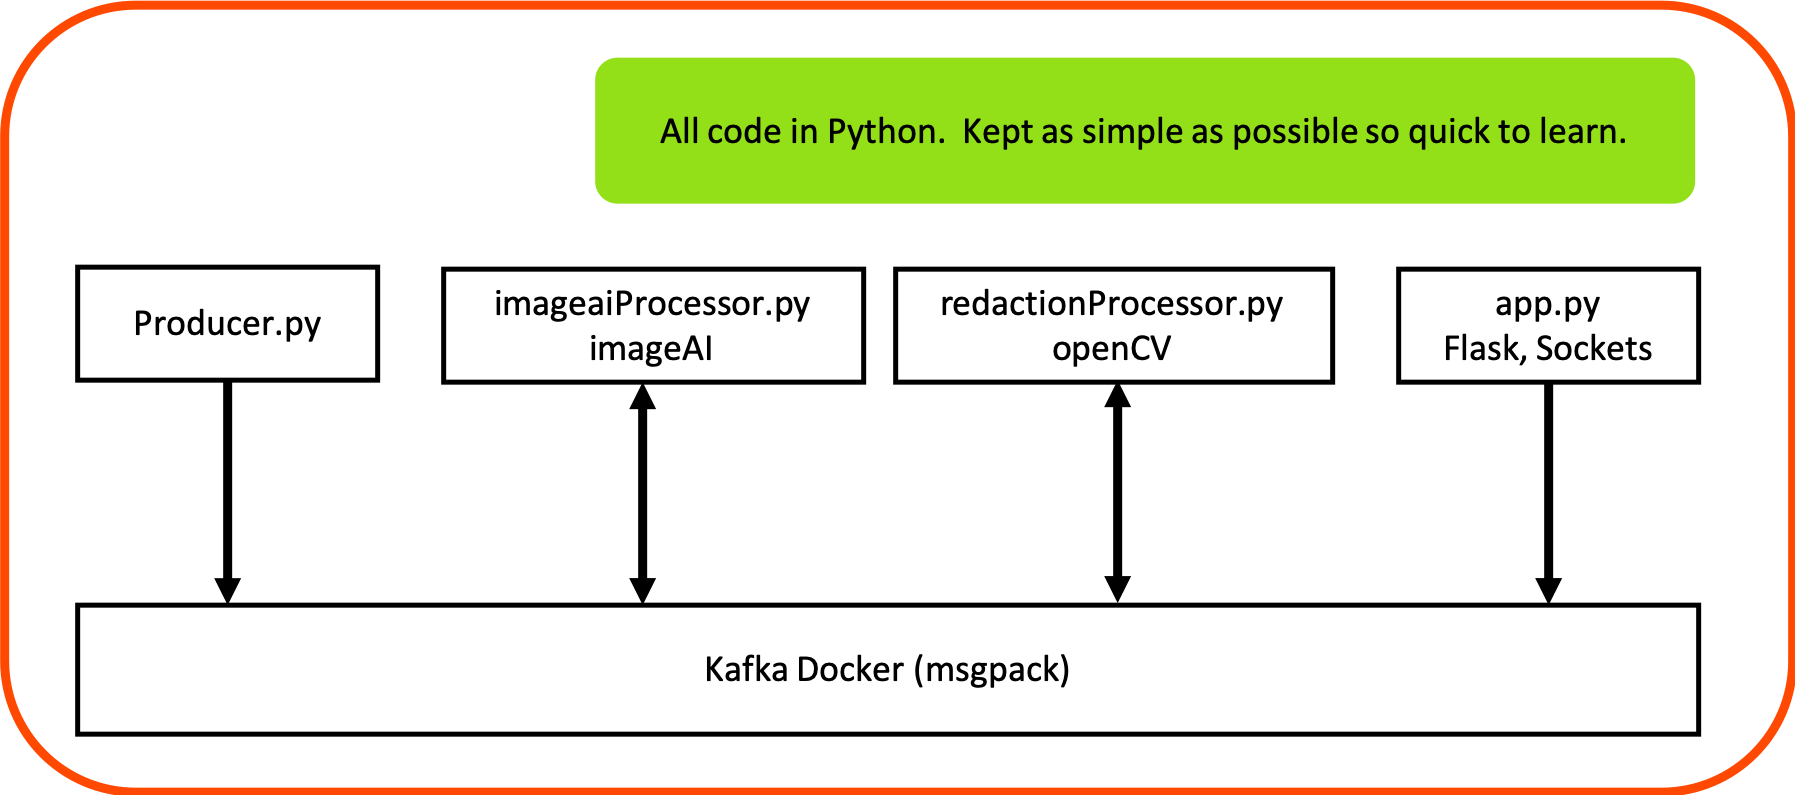 All code in Python.  Kept as simple as possible so quick to learn.
Producer.py
imageaiProcessor.py
imageAI
redactionProcessor.py
openCV
app.py
Flask, Sockets
Kafka Docker (msgpack)